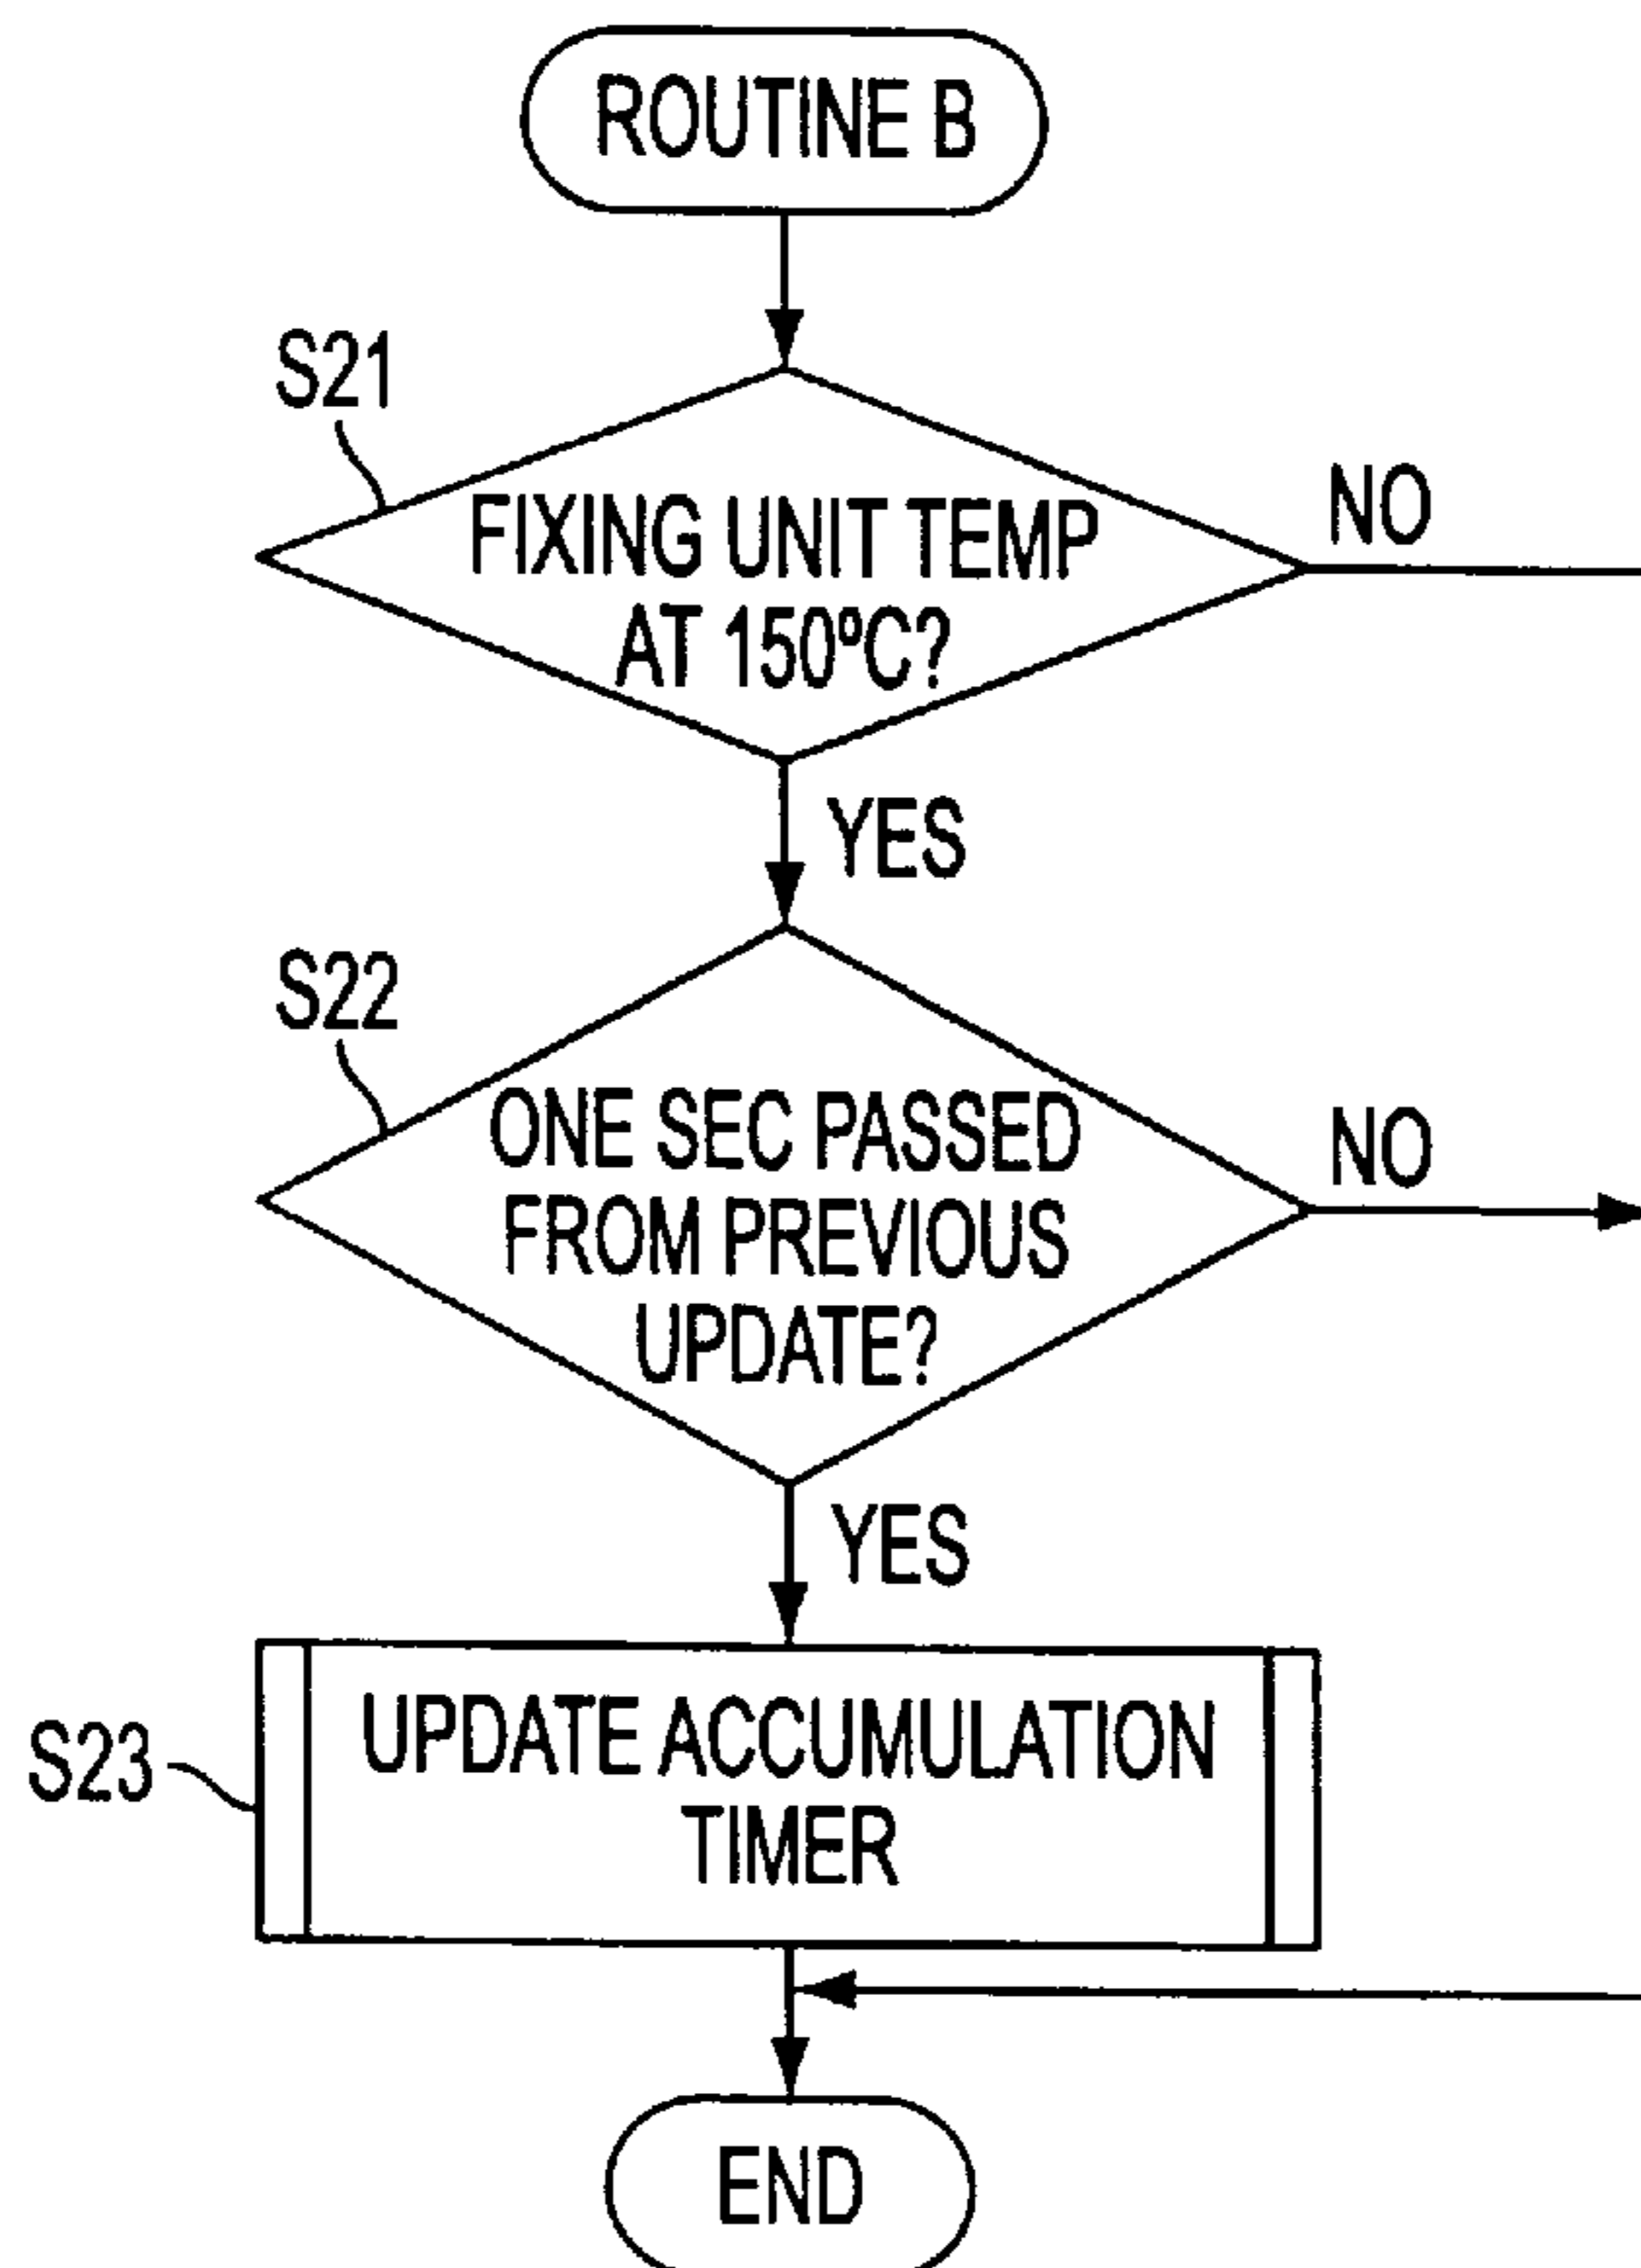 ROUTINE B
S21
FIXING UNIT TEMP
AT 150ºC?
NO
YES
S22
ONE SEC PASSED
FROM PREVIOUS
UPDATE?
NO
YES
S23
UPDATE ACCUMULATION
TIMER
END